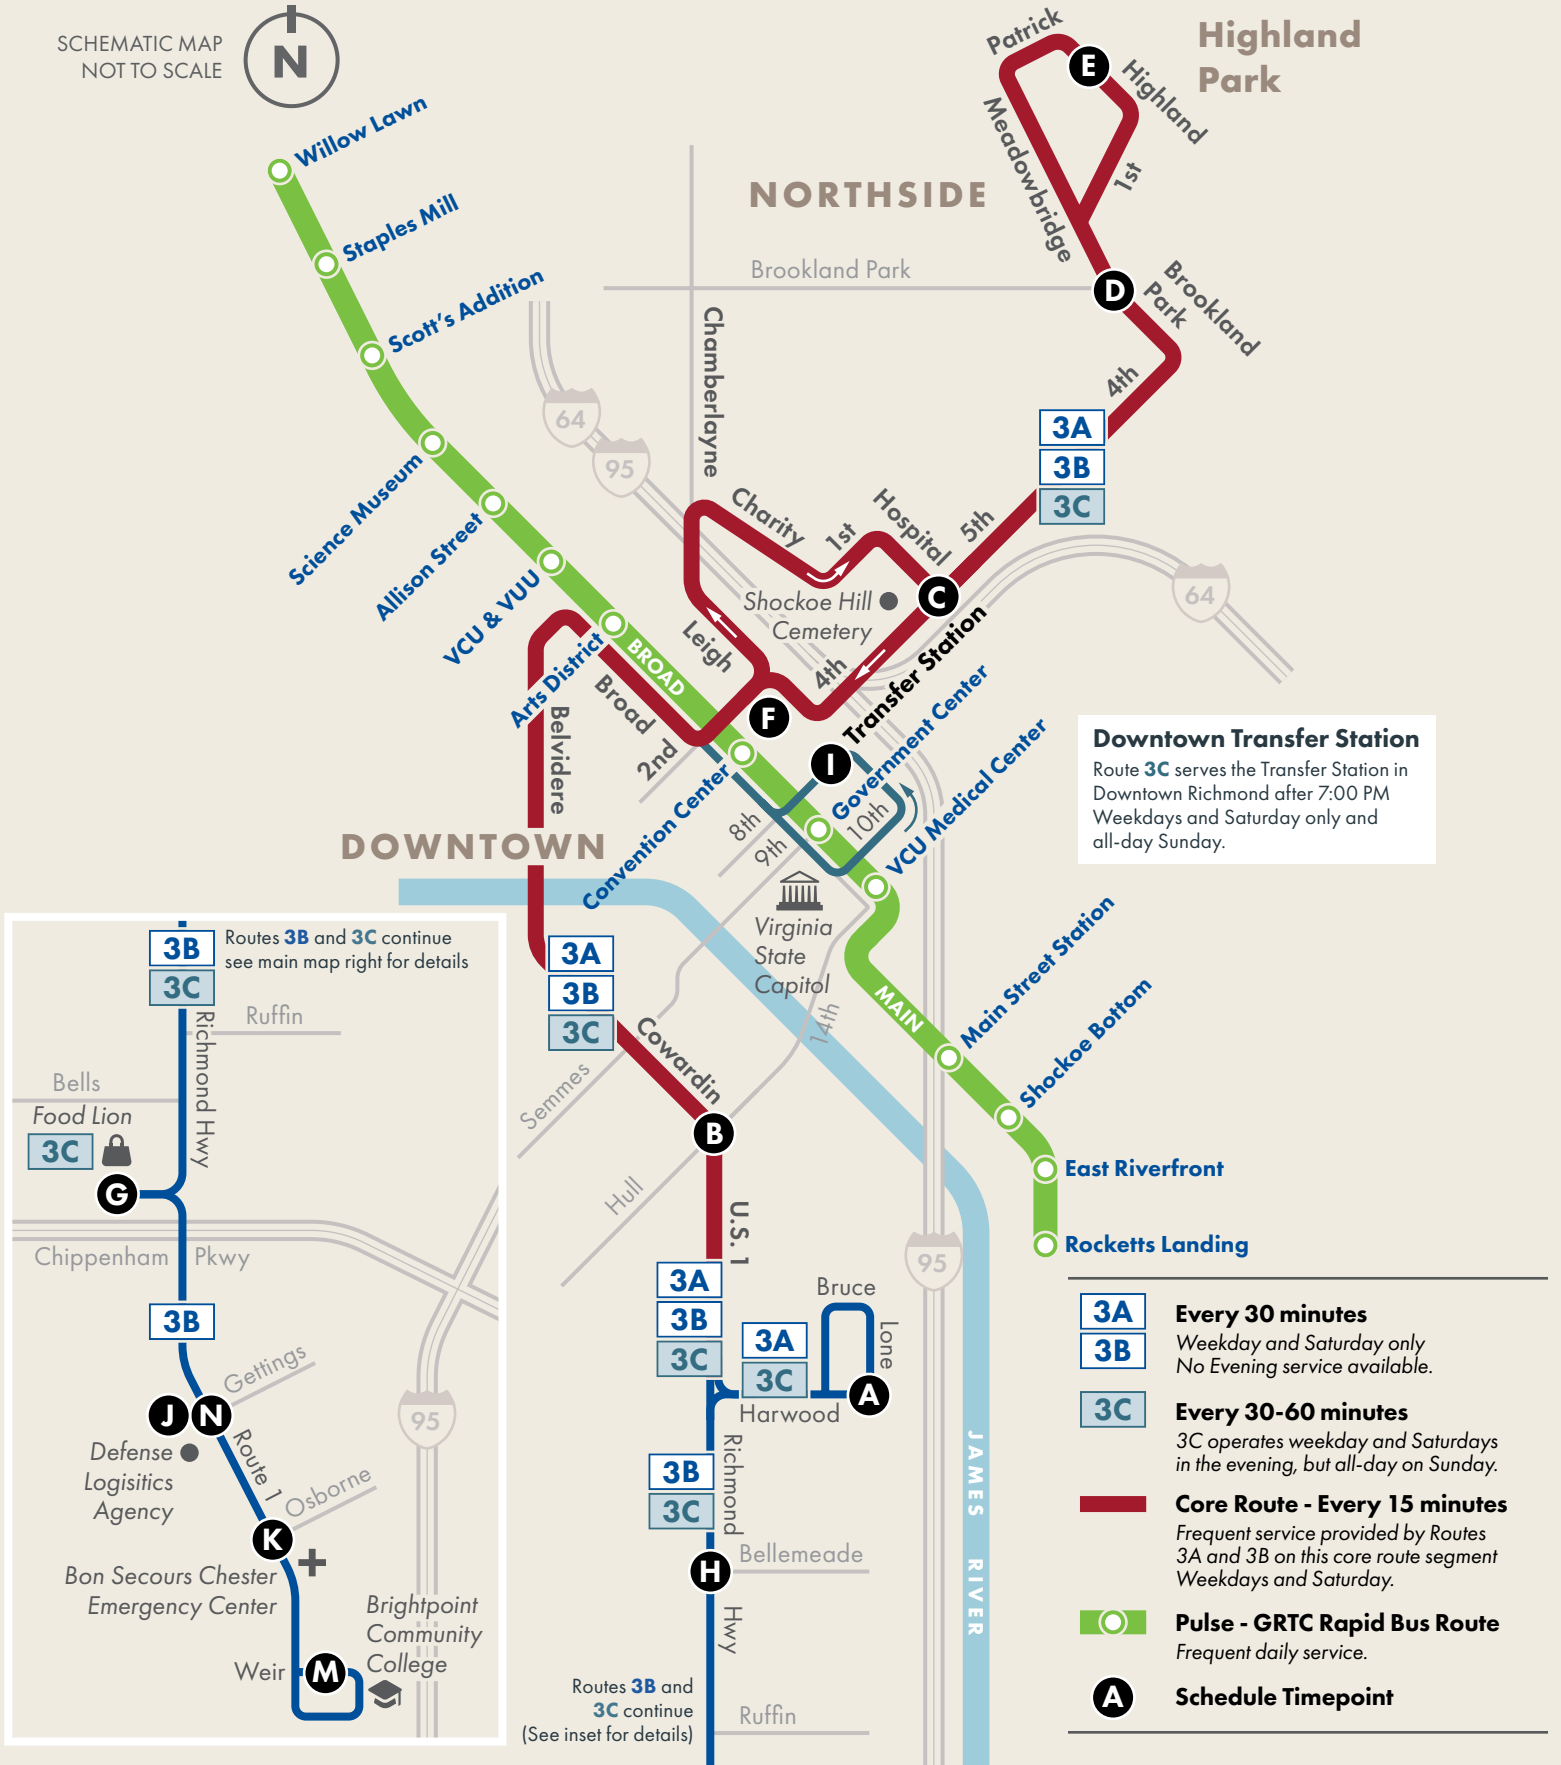 SCHEMATIC MAP
NOT TO SCALE
N
Highland
Park
Patrick
E
Highland
Meadowbridge
1st
NORTHSIDE
Willow Lawn
Staples Mill
Scott's Addition
Science Museum
Allison Street
VCU & VUU
Arts District
BROAD
Brookland Park
D
Brookland
Park
4th
3A
3B
3C
64
95
Chamberlayne
Charity
1st
Hospital
5th
C
Shockoe Hill
Cemetery
64
Leigh
4th
F
Transfer Station
I
Government Center
VCU Medical Center
Convention Center
Broad
2nd
Belvidere
8th
9th
10th
Downtown Transfer Station
Route 3C serves the Transfer Station in
Downtown Richmond after 7:00 PM
Weekdays and Saturday only and
all-day Sunday.
DOWNTOWN
Virginia
State
Capitol
14th
MAIN
Main Street Station
Shockoe Bottom
East Riverfront
Rocketts Landing
3A
3B
3C
Cowardin
Semmes
B
Hull
U.S. 1
95
3A
3B
3C
3A
3C
Bruce
Lone
A
Harwood
3B
3C
Richmond
H
Bellemeade
Hwy
Routes 3B and
3C continue
(See inset for details)
Ruffin
JAMES RIVER
3B
3C
Routes 3B and 3C continue
see main map right for details
Ruffin
Richmond Hwy
Bells
Food Lion
3C
G
Chippenham Pkwy
3B
Gettings
J
N
95
Defense
Logisitics
Agency
Route 1
Osborne
K
Bon Secours Chester
Emergency Center
Brightpoint
Community
College
Weir
M
3A
3B
Every 30 minutes
Weekday and Saturday only
No Evening service available.
3C
Every 30-60 minutes
3C operates weekday and Saturdays
in the evening, but all-day on Sunday.
Core Route - Every 15 minutes
Frequent service provided by Routes
3A and 3B on this core route segment
Weekdays and Saturday.
Pulse - GRTC Rapid Bus Route
Frequent daily service.
A
Schedule Timepoint